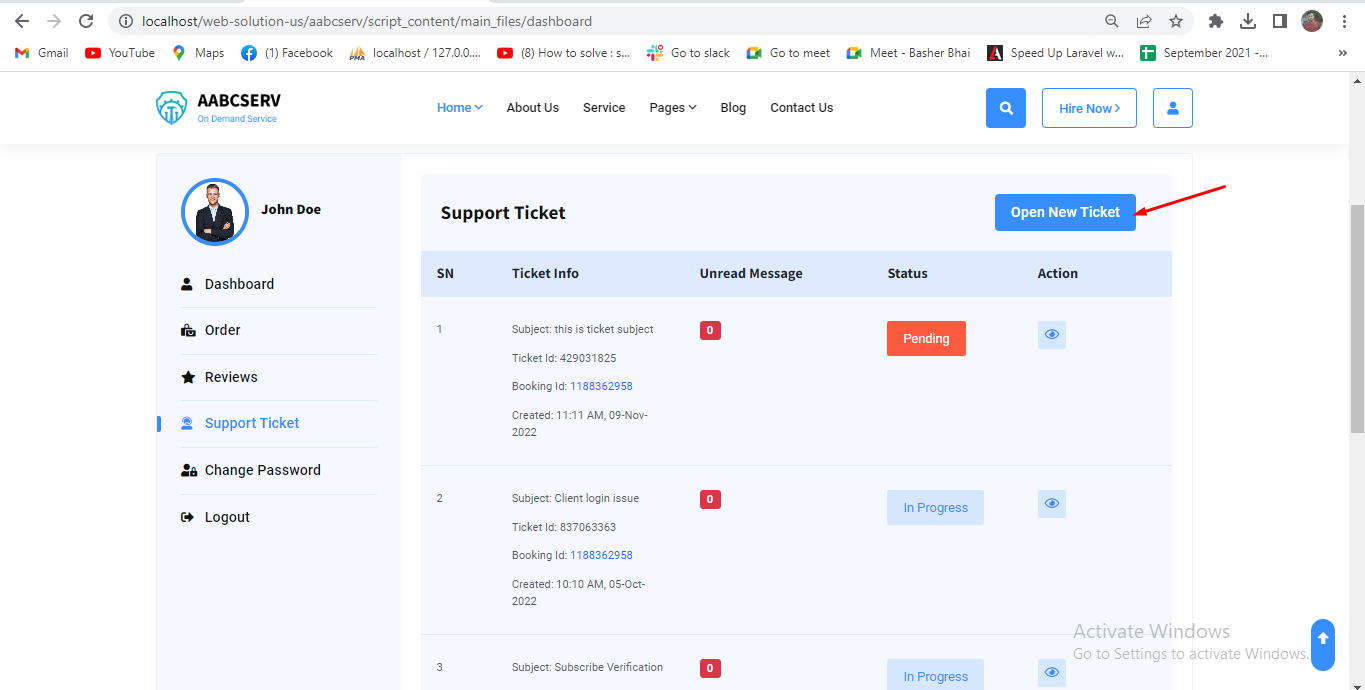 localhost/web-solution-us/aabcserv/script_content/main_files/dashboard
Gmail YouTube Maps (1) Facebook localhost / 127.0.0.... (8) How to solve : s... Go to slack Go to meet Meet - Basher Bhai Speed Up Laravel w... September 2021 -... »
PMA
AABCSERV
On Demand Service
Home About Us Service Pages Blog Contact Us
Hire Now
John Doe
Dashboard
Order
Reviews
Support Ticket
Change Password
Logout
Support Ticket
Open New Ticket
SN Ticket Info Unread Message Status Action
1 Subject: this is ticket subject 0 Pending
Ticket Id: 429031825
Booking Id: 1188362958
Created: 11:11 AM, 09-Nov-
2022
2 Subject: Client login issue 0 In Progress
Ticket Id: 837063363
Booking Id: 1188362958
Created: 10:10 AM, 05-Oct-
2022
3 Subject: Subscribe Verification 0 In Progress
Activate Windows
Go to Settings to activate Windows.